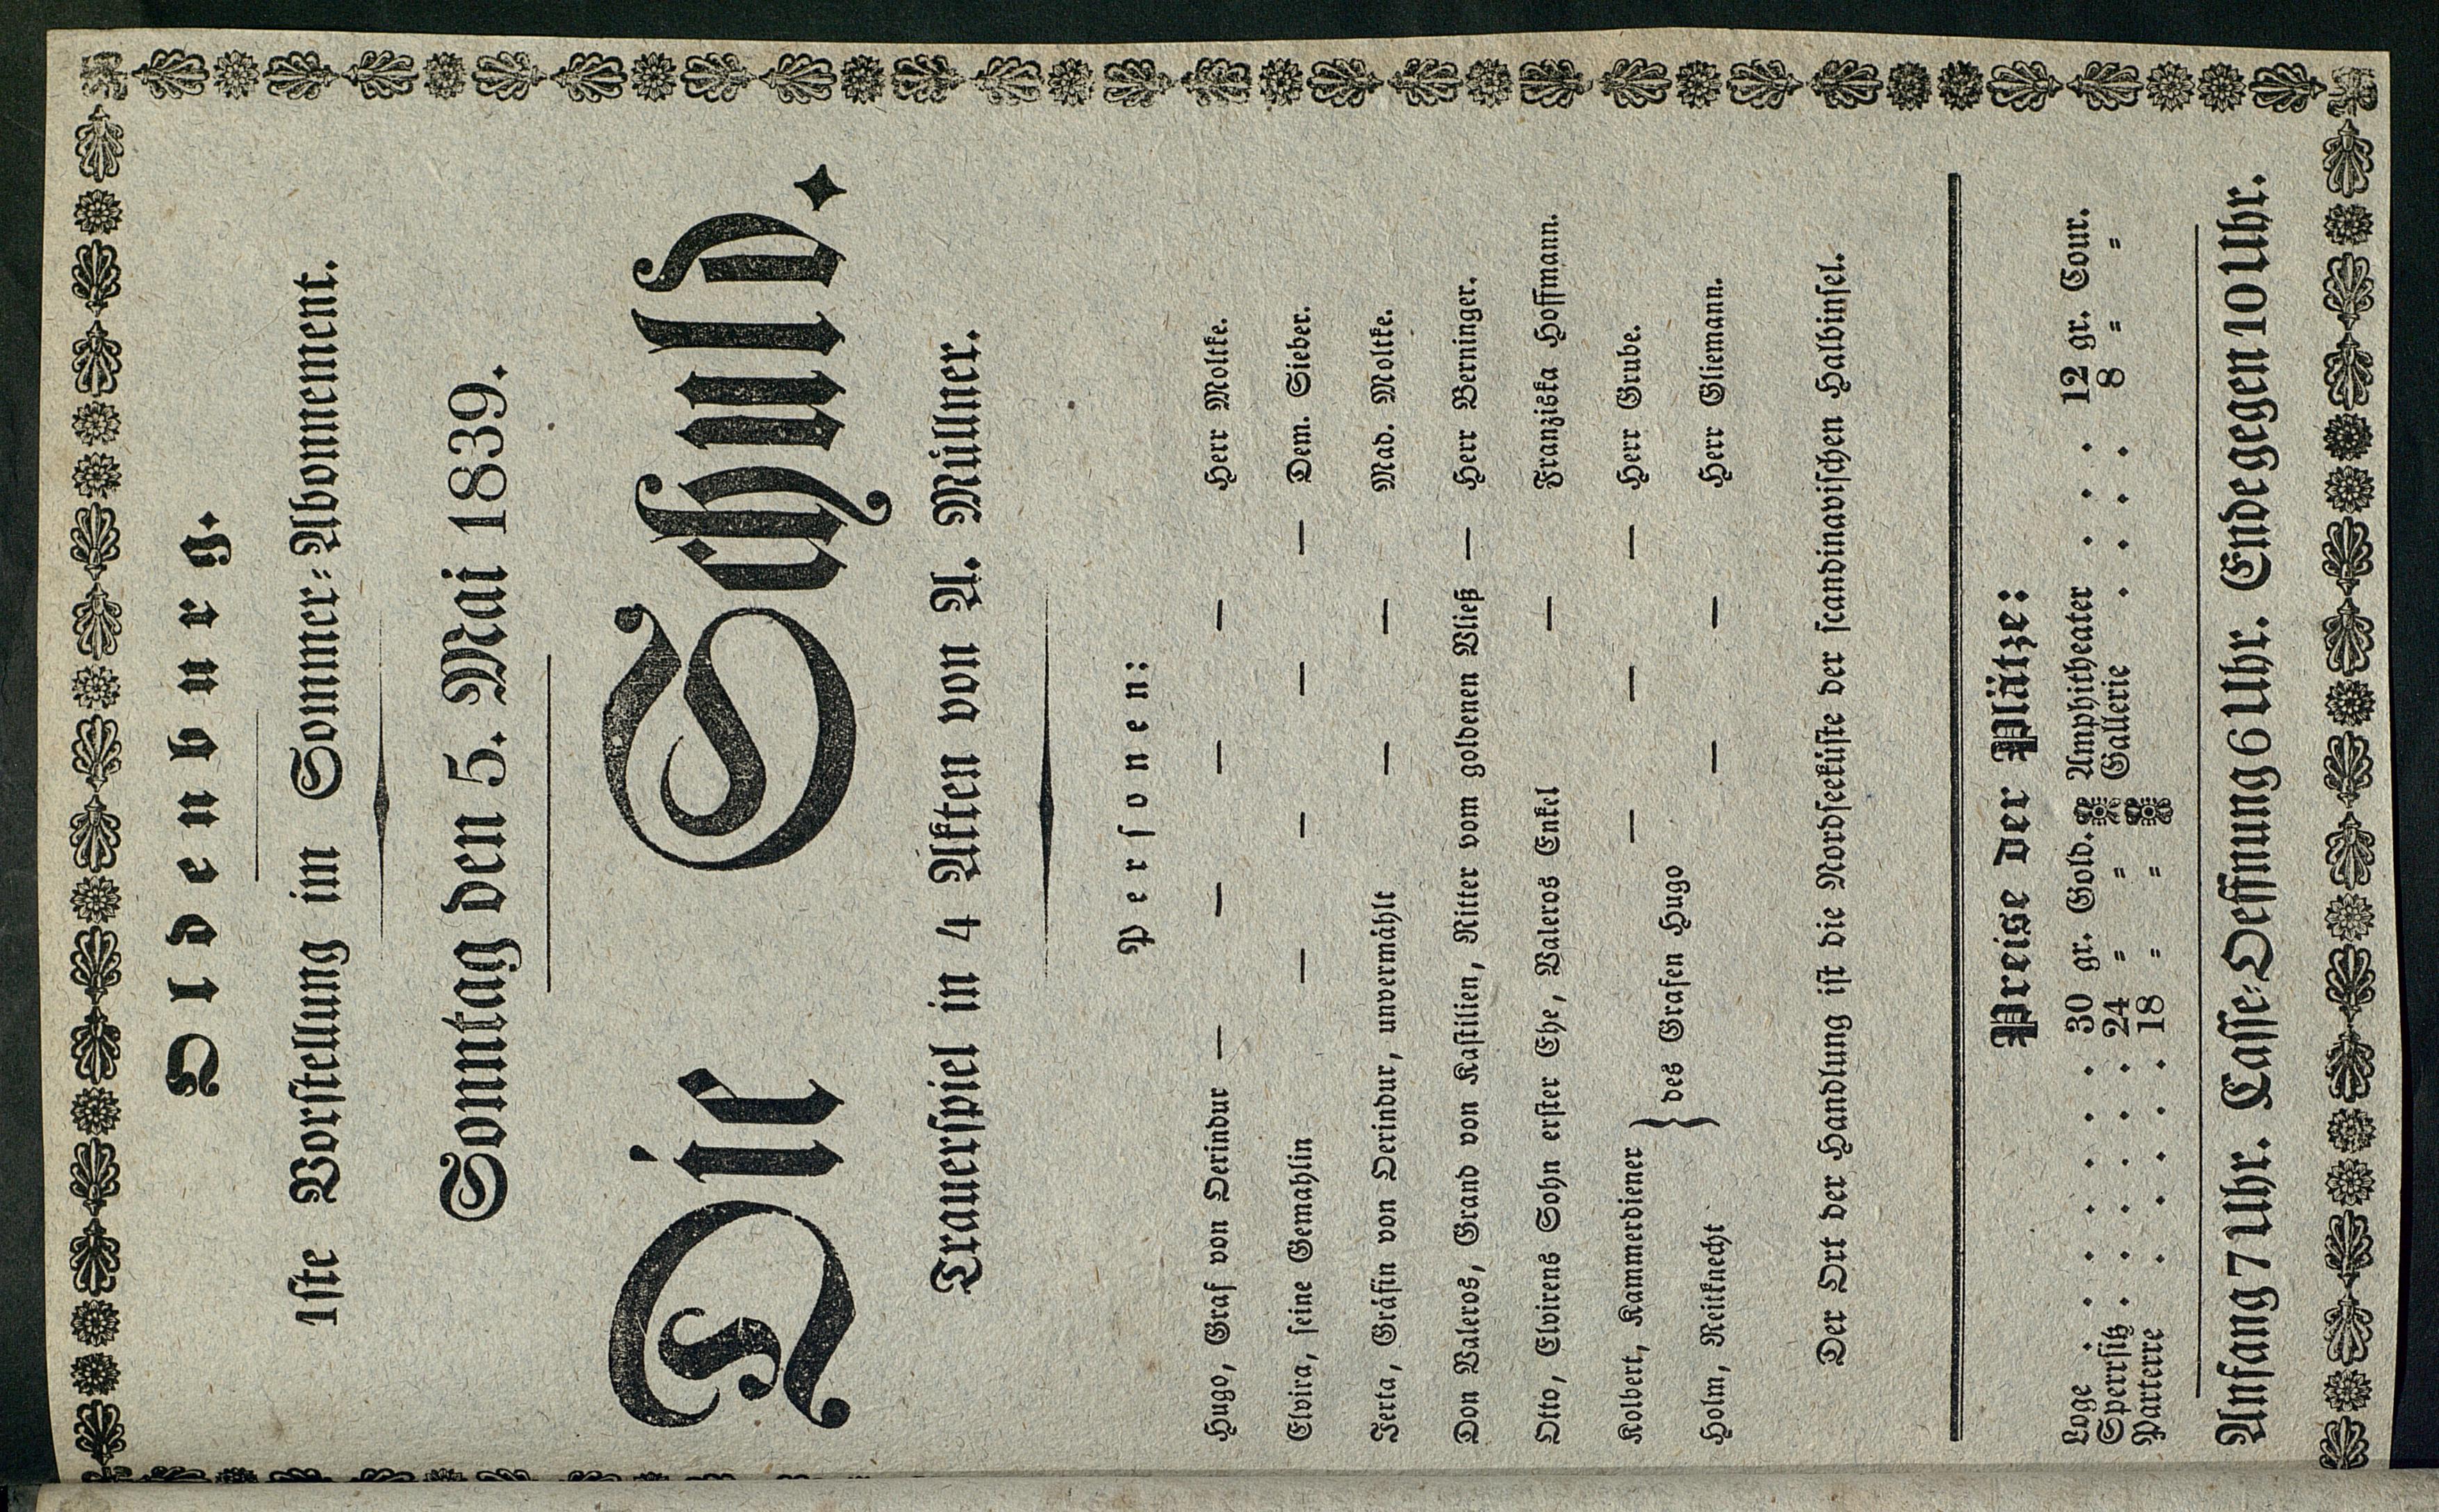 Oldenburg.
1ste Vorstellung im Sommer-Abonnement.
Sonntag den 5. Mai 1839.
Die Schuld.
Trauerspiel in 4 Akten von A. Müllner.
Personen:
Hugo, Graf von Oerindur — — — — Herr Moltke.
Elvira, seine Gemahlin — — — — Dem. Sieber.
Jerta, Gräfin von Oerindur, unvermählt — — Mad. Moltke.
Don Valeros, Grand von Kastilien, Ritter vom goldenen Vließ — Herr Berninger.
Otto, Elvirens Sohn erster Ehe, Valeros Enkel — Franziska Hoffmann.
Kolbert, Kammerdiener — — — Herr Grube.
} des Grafen Hugo
Holm, Reitknecht — — Herr Gliemann.
Der Ort der Handlung ist die Nordseeküste der scandinavischen Halbinsel.
Preise der Plätze:
Loge . . . . . . . 30 gr. Gold. Amphitheater . . . . 12 gr. Cour.
Sperrsitz . . . . . . 24 = = Gallerie . . . . 8 = =
Parterre . . . . . 18 = =
Anfang 7 Uhr. Casse-Oeffnung 6 Uhr. Ende gegen 10 Uhr.